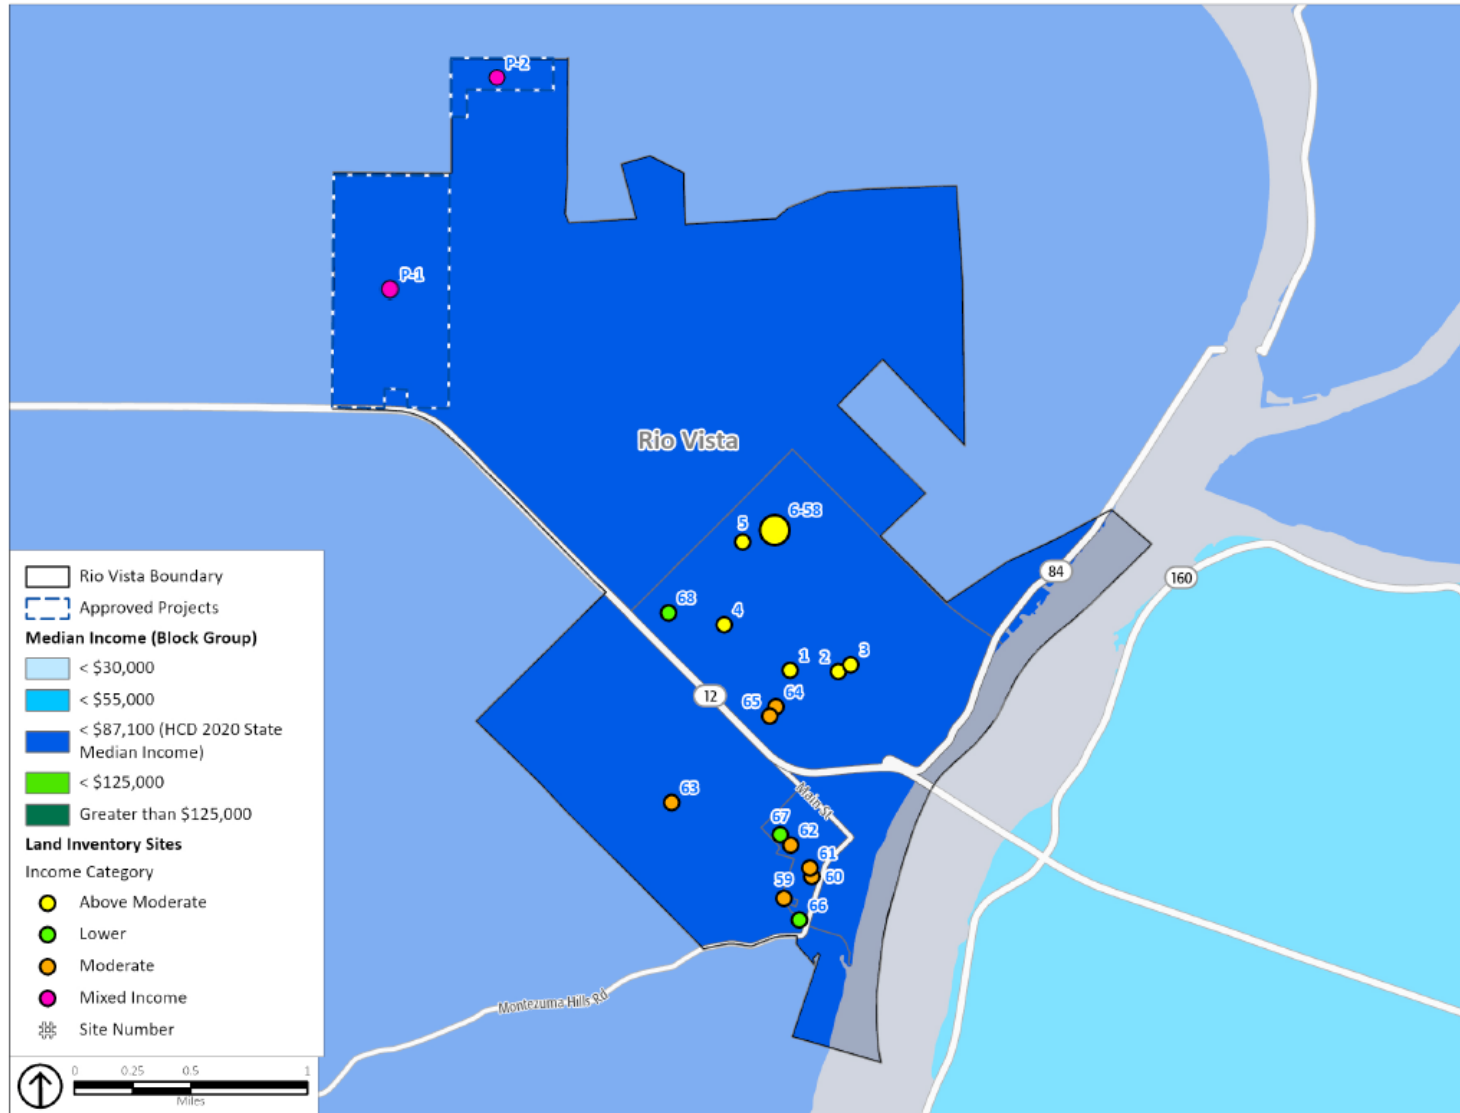 P-2
P-1
Rio Vista
6-58
5
84
160
68
4
1
2
3
64
65
12
63
Main St
67
62
61
60
59
66
Montezuma Hills Rd
Rio Vista Boundary
Approved Projects
Median Income (Block Group)
< $30,000
< $55,000
< $87,100 (HCD 2020 State
Median Income)
< $125,000
Greater than $125,000
Land Inventory Sites
Income Category
Above Moderate
Lower
Moderate
Mixed Income
# Site Number
0 0.25 0.5 1
Miles